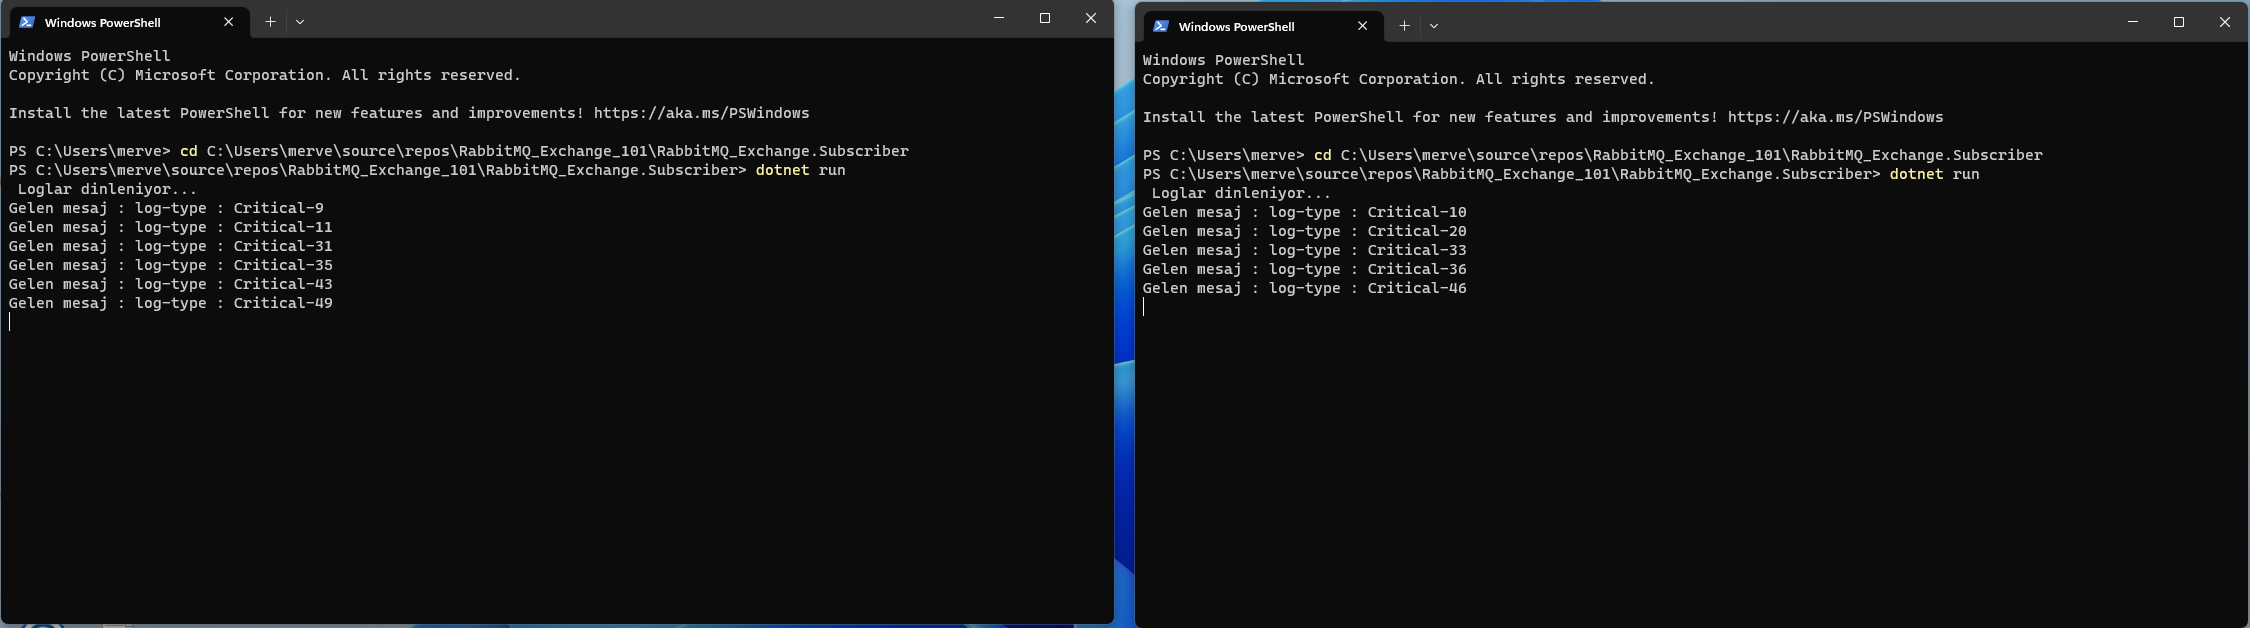 Windows PowerShell
Windows PowerShell
Copyright (C) Microsoft Corporation. All rights reserved.
Install the latest PowerShell for new features and improvements! https://aka.ms/PSWindows
PS C:\Users\merve> cd C:\Users\merve\source\repos\RabbitMQ_Exchange_101\RabbitMQ_Exchange.Subscriber
PS C:\Users\merve\source\repos\RabbitMQ_Exchange_101\RabbitMQ_Exchange.Subscriber> dotnet run
Loglar dinleniyor...
Gelen mesaj : log-type : Critical-9
Gelen mesaj : log-type : Critical-11
Gelen mesaj : log-type : Critical-31
Gelen mesaj : log-type : Critical-35
Gelen mesaj : log-type : Critical-43
Gelen mesaj : log-type : Critical-49
Windows PowerShell
Windows PowerShell
Copyright (C) Microsoft Corporation. All rights reserved.
Install the latest PowerShell for new features and improvements! https://aka.ms/PSWindows
PS C:\Users\merve> cd C:\Users\merve\source\repos\RabbitMQ_Exchange_101\RabbitMQ_Exchange.Subscriber
PS C:\Users\merve\source\repos\RabbitMQ_Exchange_101\RabbitMQ_Exchange.Subscriber> dotnet run
Loglar dinleniyor...
Gelen mesaj : log-type : Critical-10
Gelen mesaj : log-type : Critical-20
Gelen mesaj : log-type : Critical-33
Gelen mesaj : log-type : Critical-36
Gelen mesaj : log-type : Critical-46